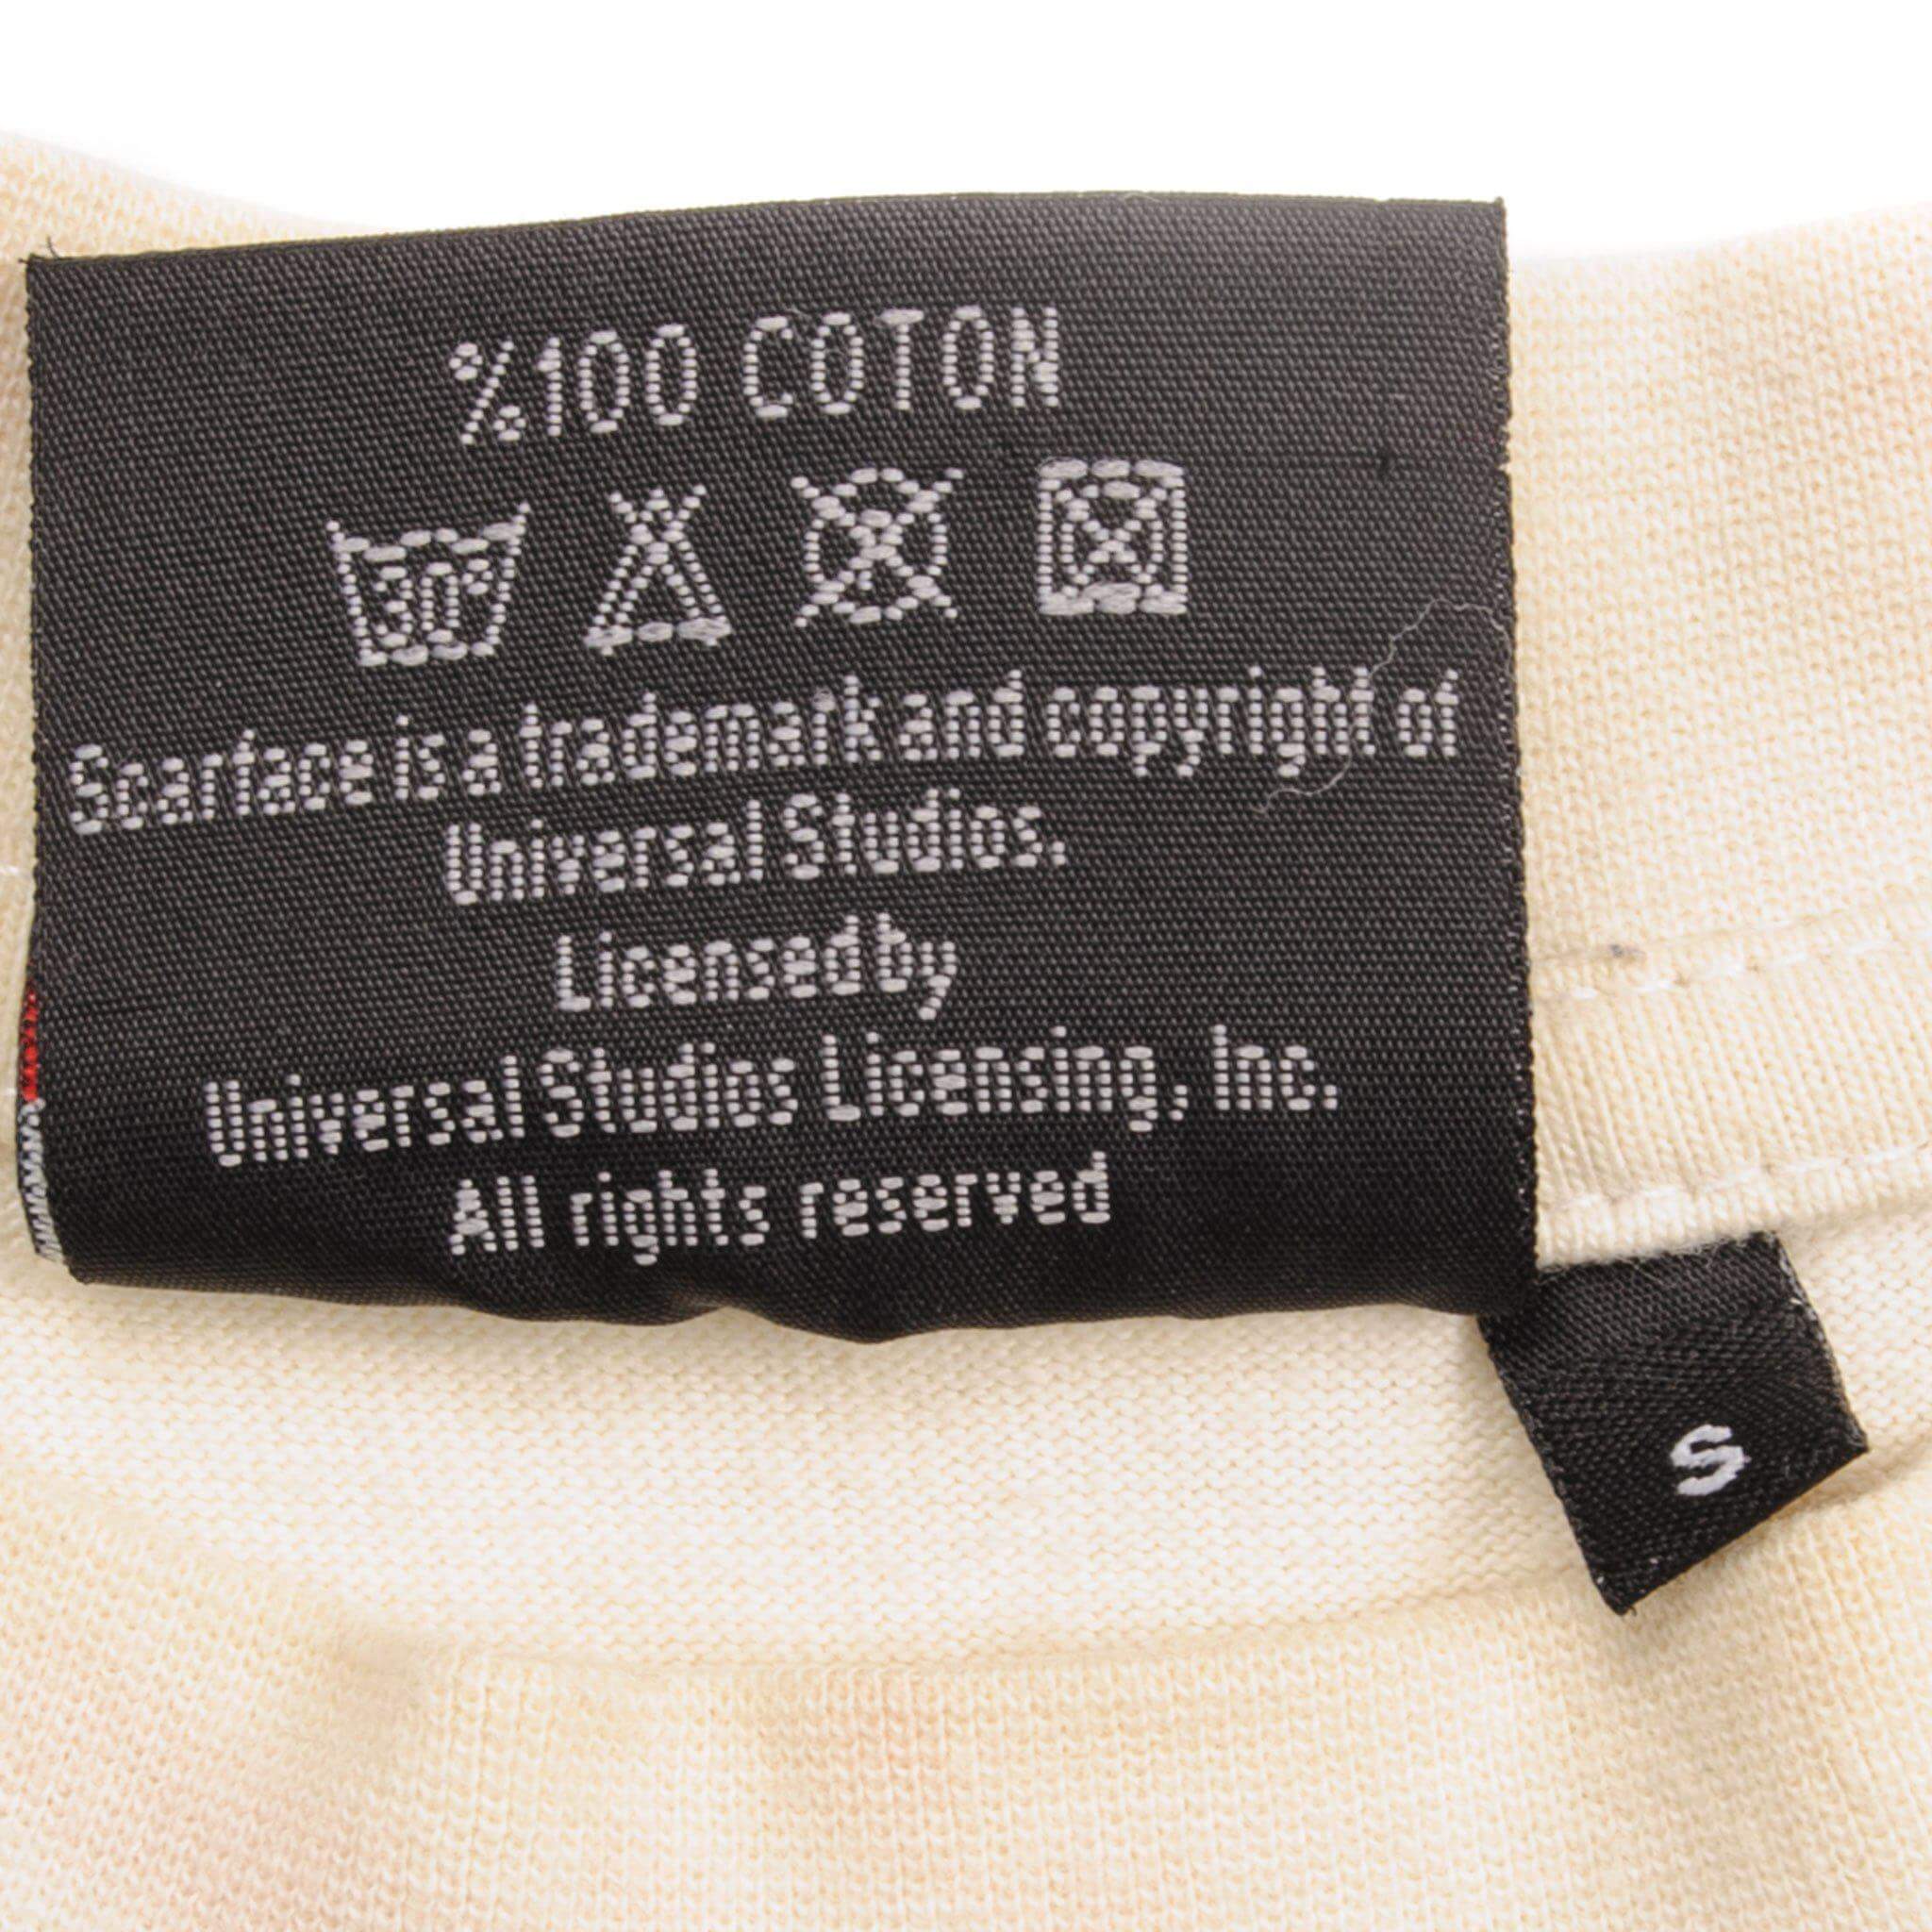 %100 COTON
30°
Scarface is a trademark and copyright of
Universal Studios.
Licensed by
Universal Studios Licensing, Inc.
All rights reserved
S